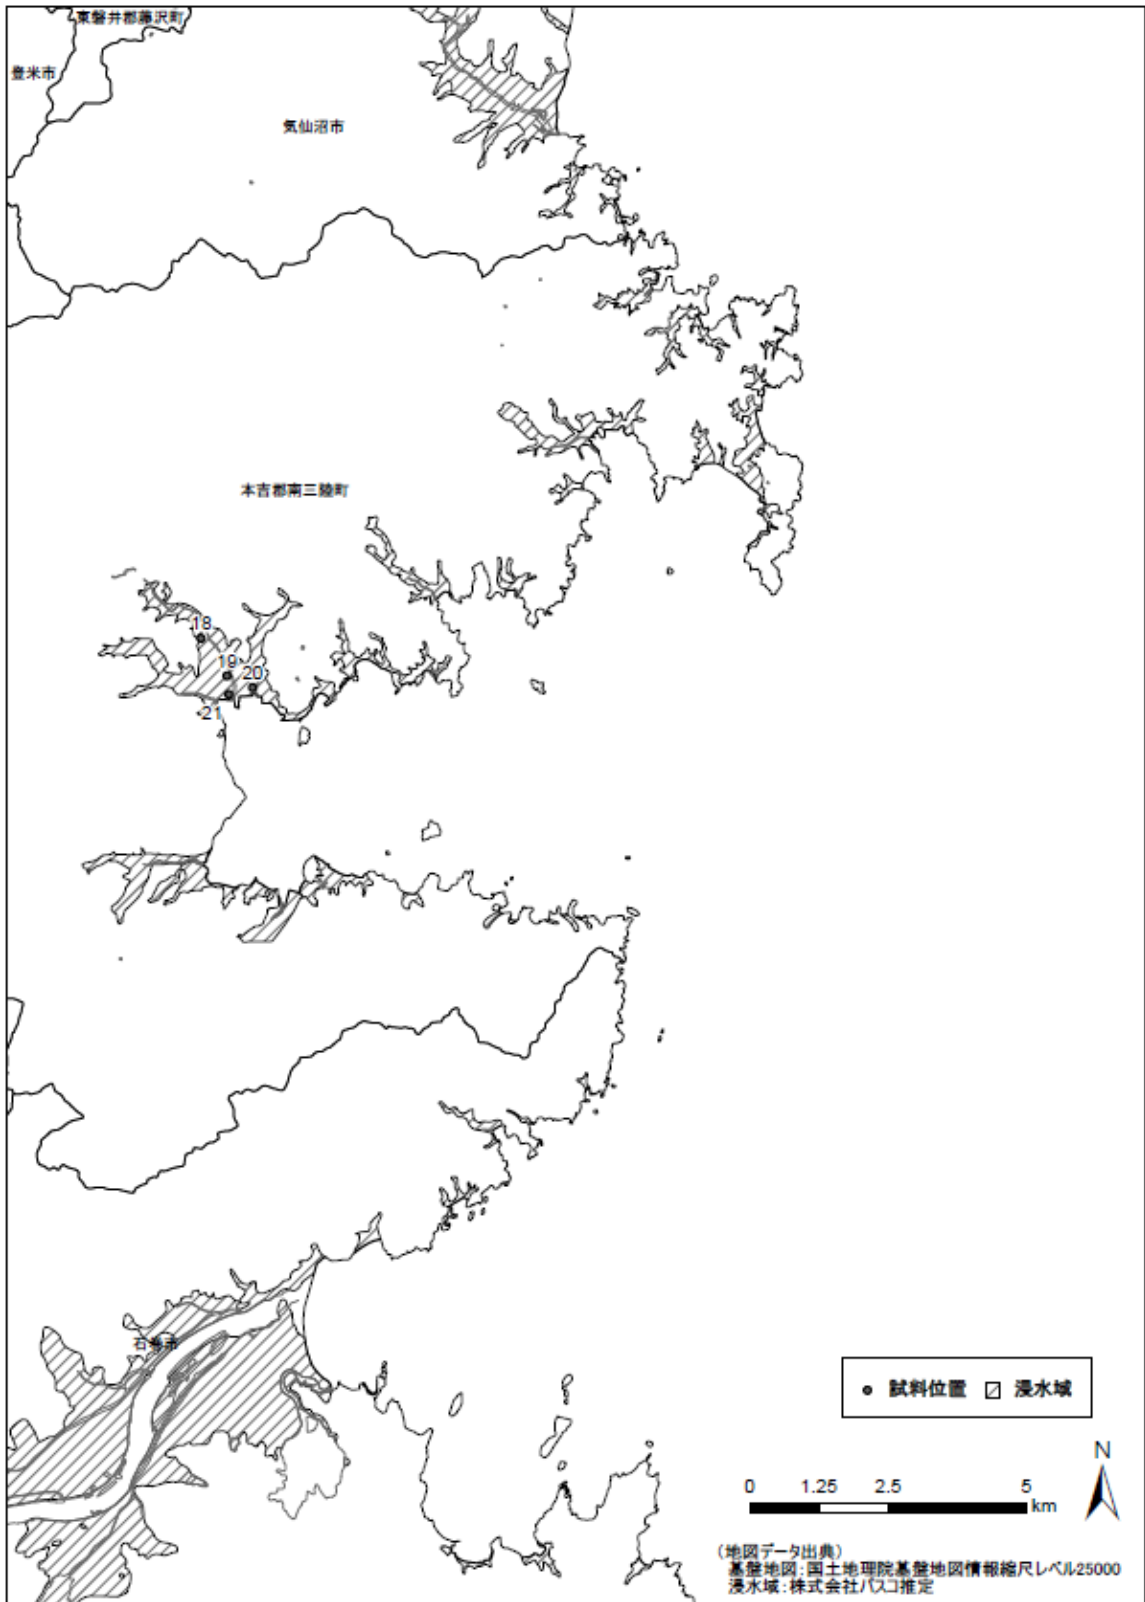 東磐井郡藤沢町
登米市
気仙沼市
本吉郡南三陸町
18
19
20
21
石巻市
試料位置 浸水域
N
0 1.25 2.5 5
km
(地図データ出典)
基盤地図:国土地理院基盤地図情報縮尺レベル25000
浸水域:株式会社パスコ推定